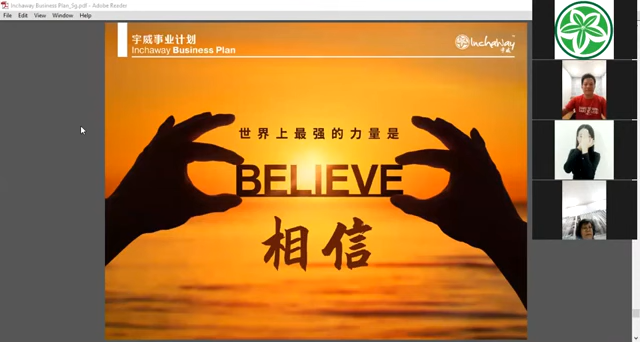 Inchaway Business Plan_Sg.pdf - Adobe Reader
File Edit View Window Help
宇威事业计划
Inchaway Business Plan
Inchaway
世界上最强的力量是
BELIEVE
相信